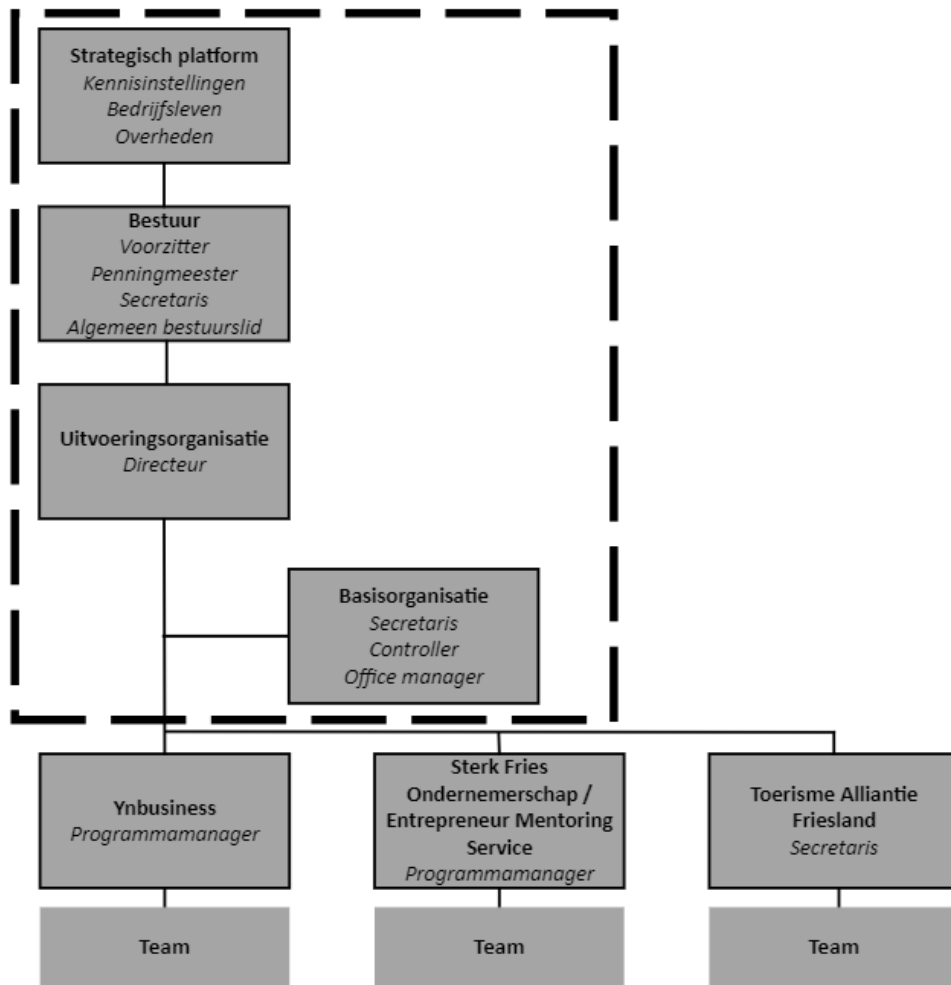 Strategisch platform
Kennisinstellingen
Bedrijfsleven
Overheden
Bestuur
Voorzitter
Penningmeester
Secretaris
Algemeen bestuurslid
Uitvoeringsorganisatie
Directeur
Basisorganisatie
Secretaris
Controller
Office manager
Ynbusiness
Programmamanager
Sterk Fries
Ondernemerschap /
Entrepreneur Mentoring
Service
Programmamanager
Toerisme Alliantie
Friesland
Secretaris
Team
Team
Team